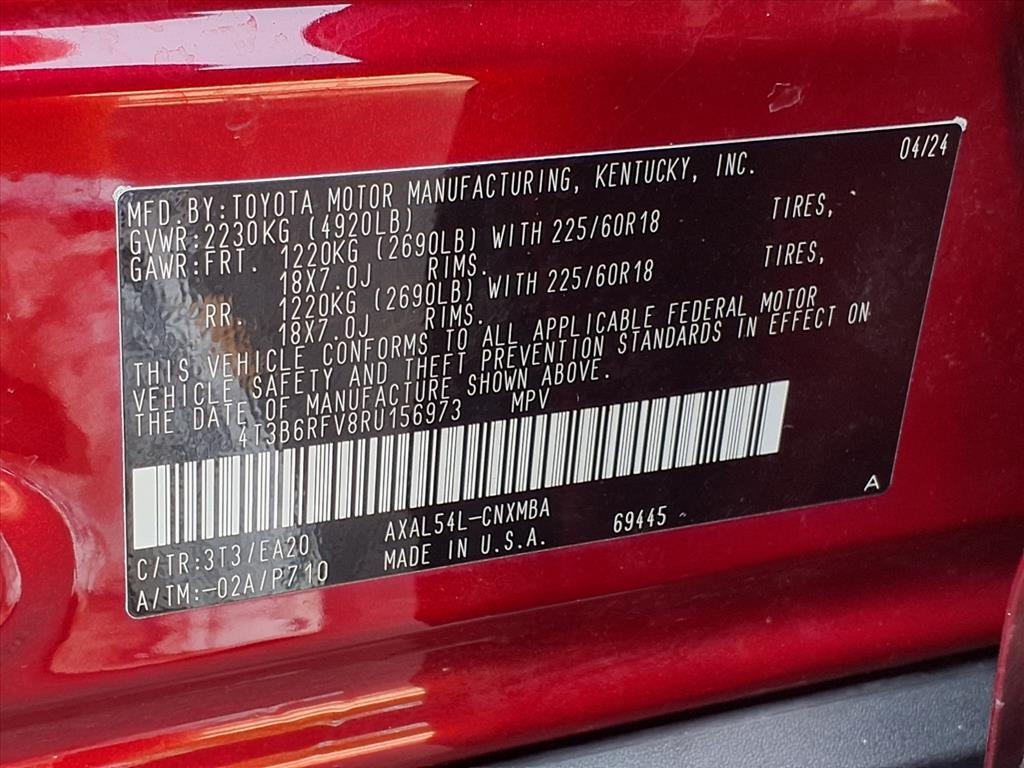 04/24
MFD.BY:TOYOTA MOTOR MANUFACTURING, KENTUCKY, INC.
GVWR:2230KG (4920LB)
GAWR:FRT. 1220KG (2690LB) WITH 225/60R18 TIRES,
18X7.0J RIMS.
RR. 1220KG (2690LB) WITH 225/60R18 TIRES,
18X7.0J RIMS.
THIS VEHICLE CONFORMS TO ALL APPLICABLE FEDERAL MOTOR
VEHICLE SAFETY AND THEFT PREVENTION STANDARDS IN EFFECT ON
THE DATE OF MANUFACTURE SHOWN ABOVE.
4T3B6RFV8RU156973 MPV
A
C/TR:3T3/EA20 AXAL54L-CNXMBA 69445
A/TM:-02A/P710 MADE IN U.S.A.